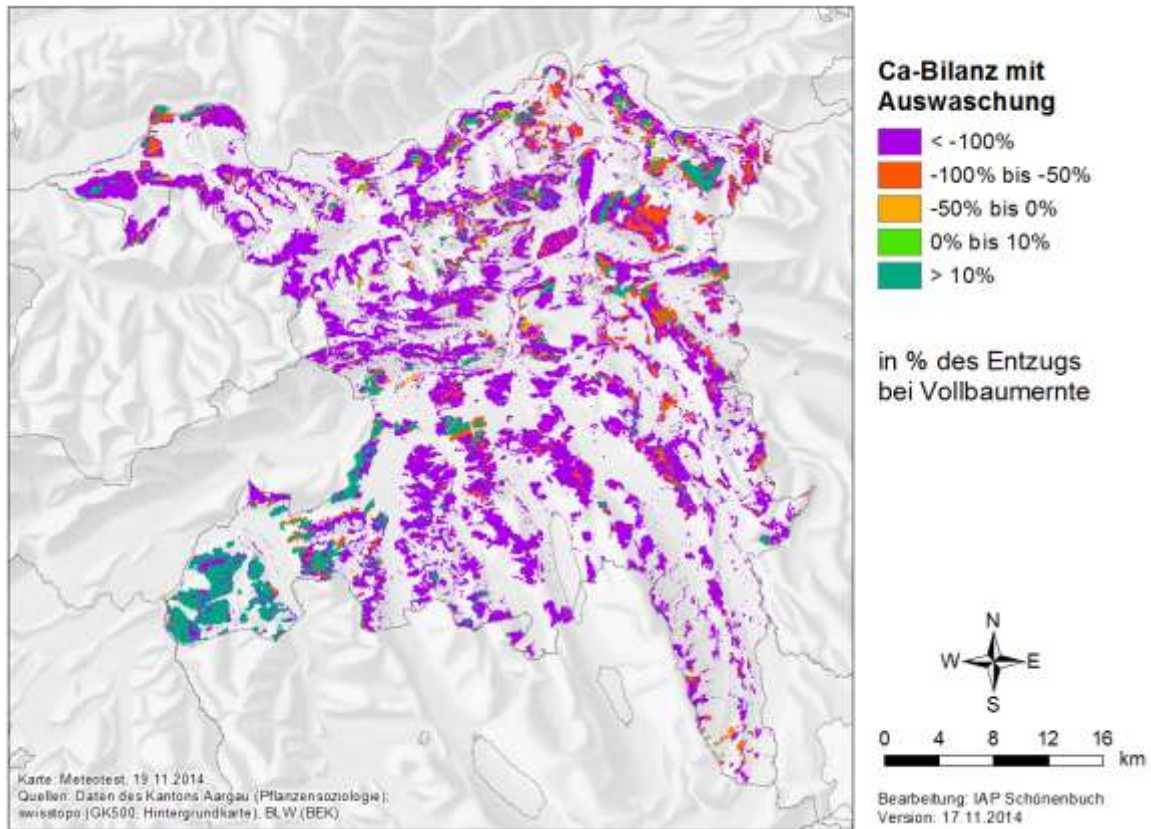 Ca-Bilanz mit
Auswaschung
< -100%
-100% bis -50%
-50% bis 0%
0% bis 10%
> 10%
in % des Entzugs
bei Vollbaumernte
N
W E
S
0 4 8 12 16
km
Karte: Meteotest, 19.11.2014
Quellen: Daten des Kantons Aargau (Pflanzensoziologie);
swisstopo (GK500, Hintergrundkarte), BLW (BEK)
Bearbeitung: IAP Schönenbuch
Version: 17.11.2014